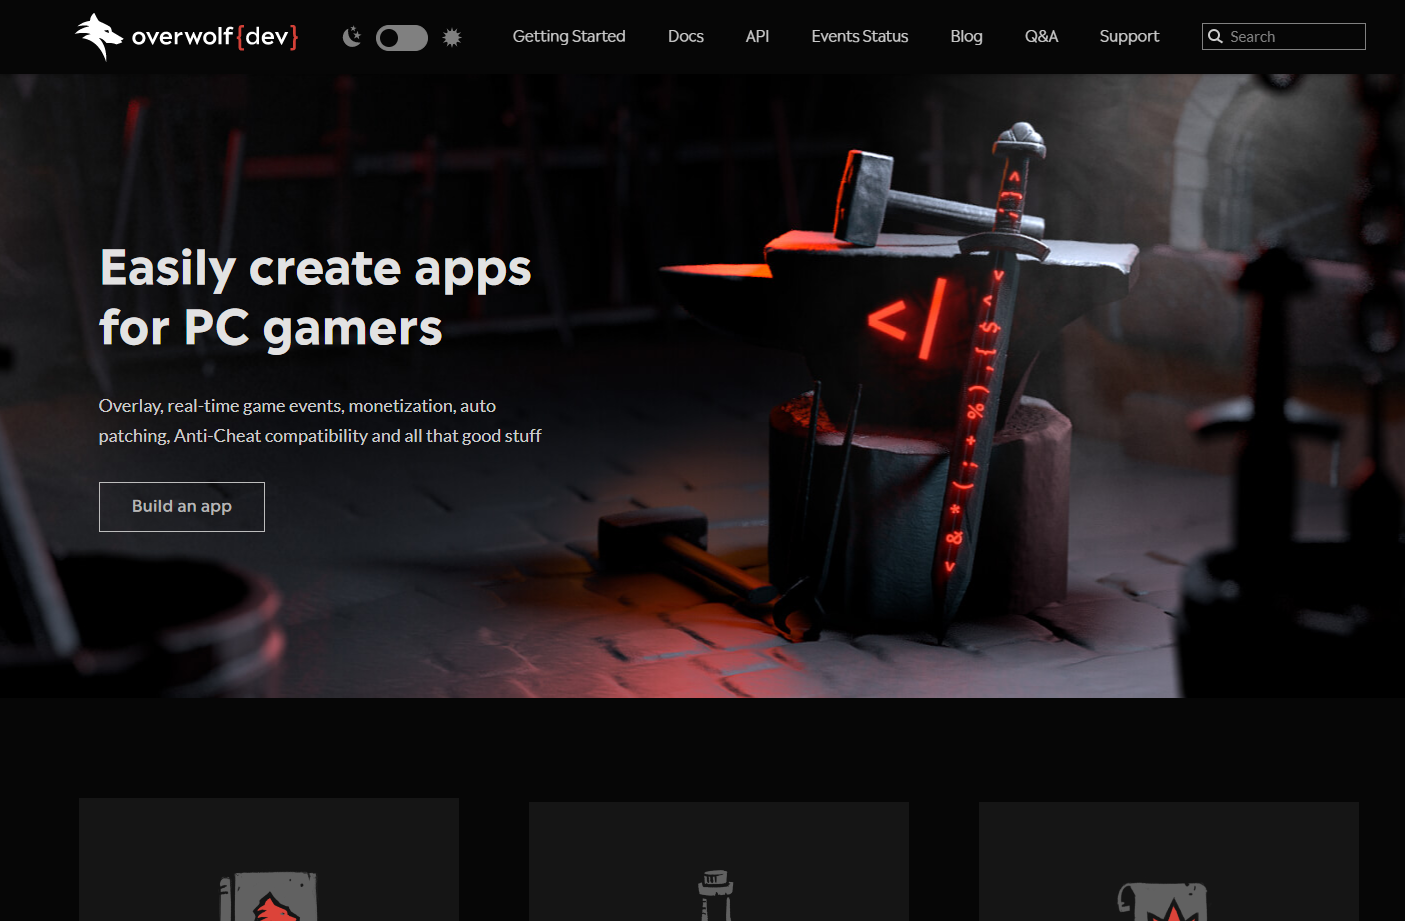 overwolf{dev}
Getting Started
Docs
API
Events Status
Blog
Q&A
Support
Search
Easily create apps
for PC gamers
Overlay, real-time game events, monetization, auto
patching, Anti-Cheat compatibility and all that good stuff
Build an app